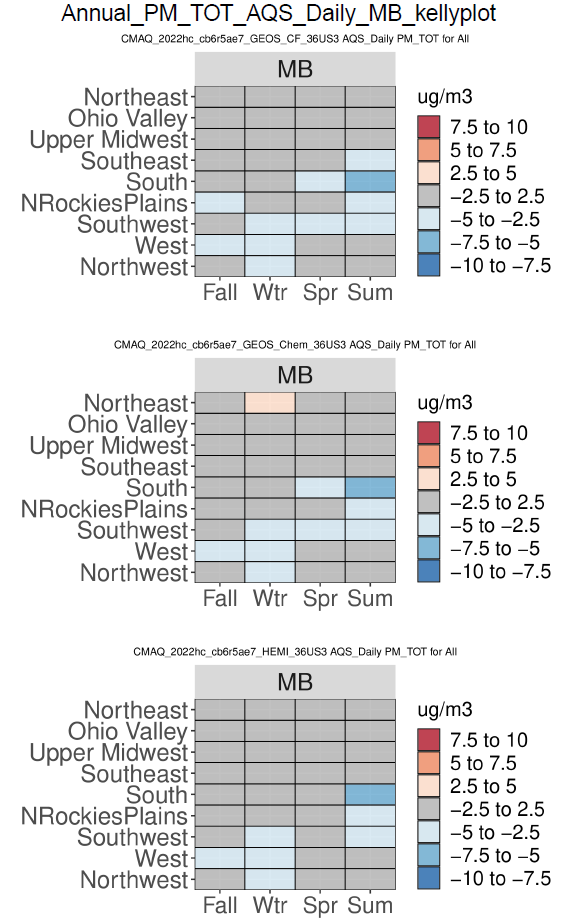 Annual_PM_TOT_AQS_Daily_MB_kellyplot
CMAQ_2022hc_cb6r5ae7_GEOS_CF_36US3 AQS_Daily PM_TOT for All
MB
Northeast
Ohio Valley
Upper Midwest
Southeast
South
NRockiesPlains
Southwest
West
Northwest
Fall Wtr Spr Sum
ug/m3
7.5 to 10
5 to 7.5
2.5 to 5
−2.5 to 2.5
−5 to −2.5
−7.5 to −5
−10 to −7.5
CMAQ_2022hc_cb6r5ae7_GEOS_Chem_36US3 AQS_Daily PM_TOT for All
MB
Northeast
Ohio Valley
Upper Midwest
Southeast
South
NRockiesPlains
Southwest
West
Northwest
Fall Wtr Spr Sum
ug/m3
7.5 to 10
5 to 7.5
2.5 to 5
−2.5 to 2.5
−5 to −2.5
−7.5 to −5
−10 to −7.5
CMAQ_2022hc_cb6r5ae7_HEMI_36US3 AQS_Daily PM_TOT for All
MB
Northeast
Ohio Valley
Upper Midwest
Southeast
South
NRockiesPlains
Southwest
West
Northwest
Fall Wtr Spr Sum
ug/m3
7.5 to 10
5 to 7.5
2.5 to 5
−2.5 to 2.5
−5 to −2.5
−7.5 to −5
−10 to −7.5